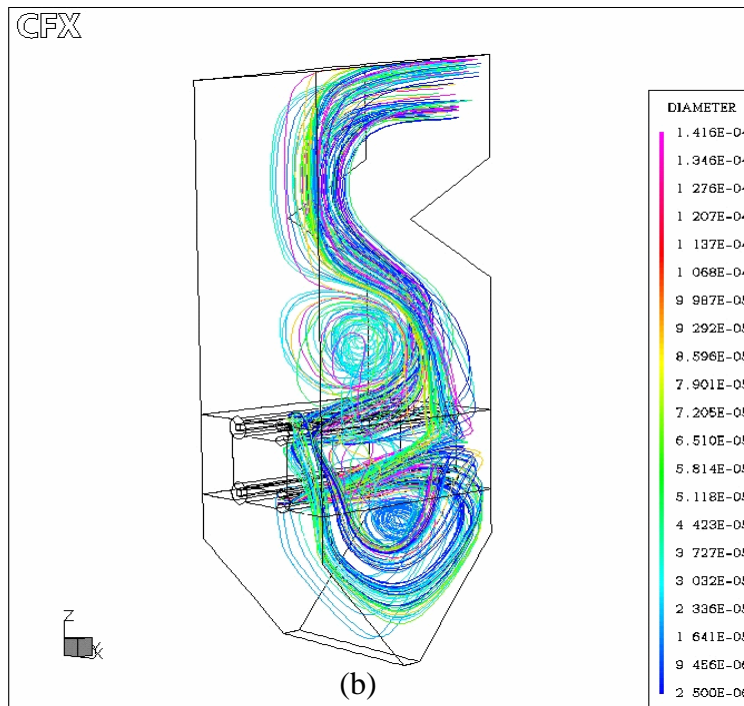 CFX
DIAMETER
1.416E-04
1.346E-04
1 276E-04
1 207E-04
1 137E-04
1 068E-04
9 987E-05
9 292E-05
8 596E-05
7 901E-05
7 205E-05
6 510E-05
5 814E-05
5 118E-05
4 423E-05
3 727E-05
3 032E-05
2 336E-05
1 641E-05
9 456E-06
2 500E-06
Z
Y
X
(b)